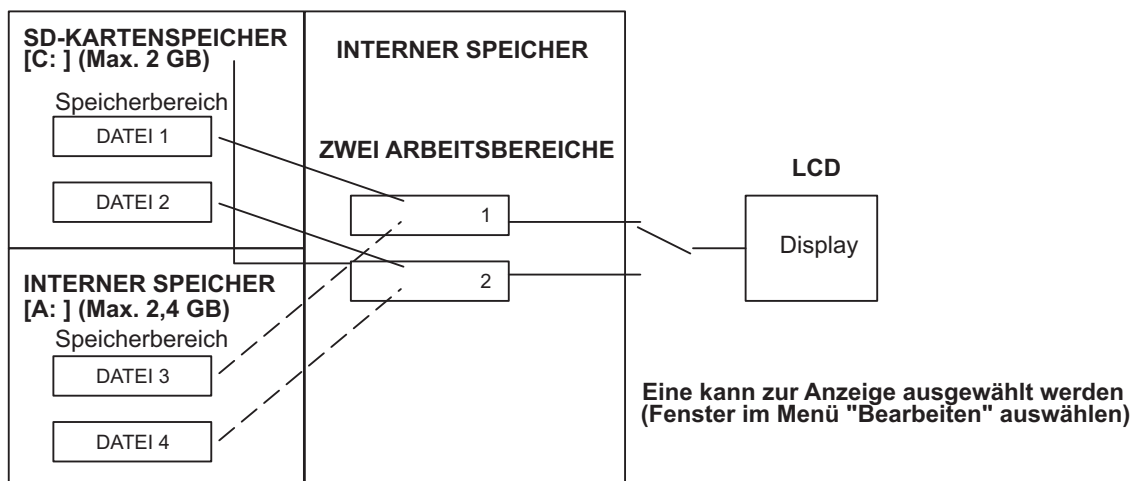 SD-KARTENSPEICHER
[C: ] (Max. 2 GB)
Speicherbereich
DATEI 1
DATEI 2
INTERNER SPEICHER
[A: ] (Max. 2,4 GB)
Speicherbereich
DATEI 3
DATEI 4
INTERNER SPEICHER
ZWEI ARBEITSBEREICHE
1
2
LCD
Display
Eine kann zur Anzeige ausgewählt werden
(Fenster im Menü "Bearbeiten" auswählen)